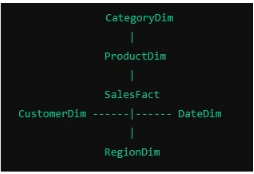 CategoryDim
|
ProductDim
|
SalesFact
CustomerDim ------|------ DateDim
|
RegionDim